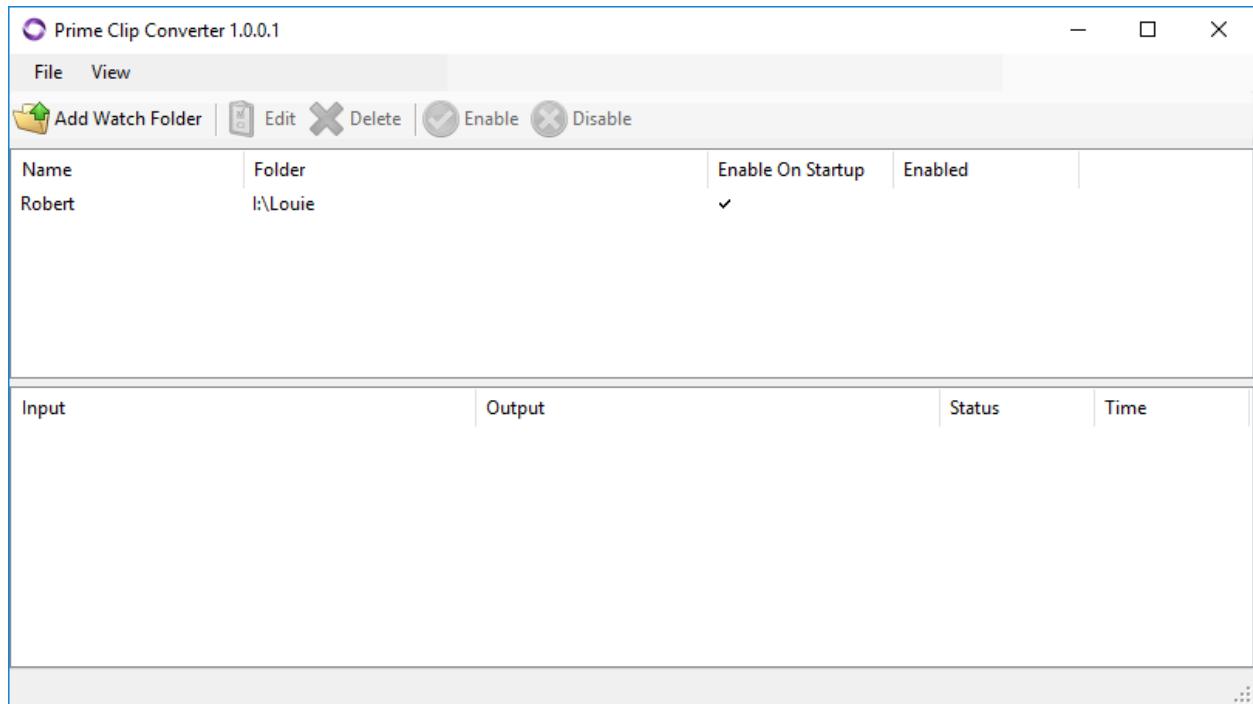 Prime Clip Converter 1.0.0.1
File View
Add Watch Folder Edit Delete Enable Disable
Name Folder Enable On Startup Enabled
Robert I:\Louie
Input Output Status Time